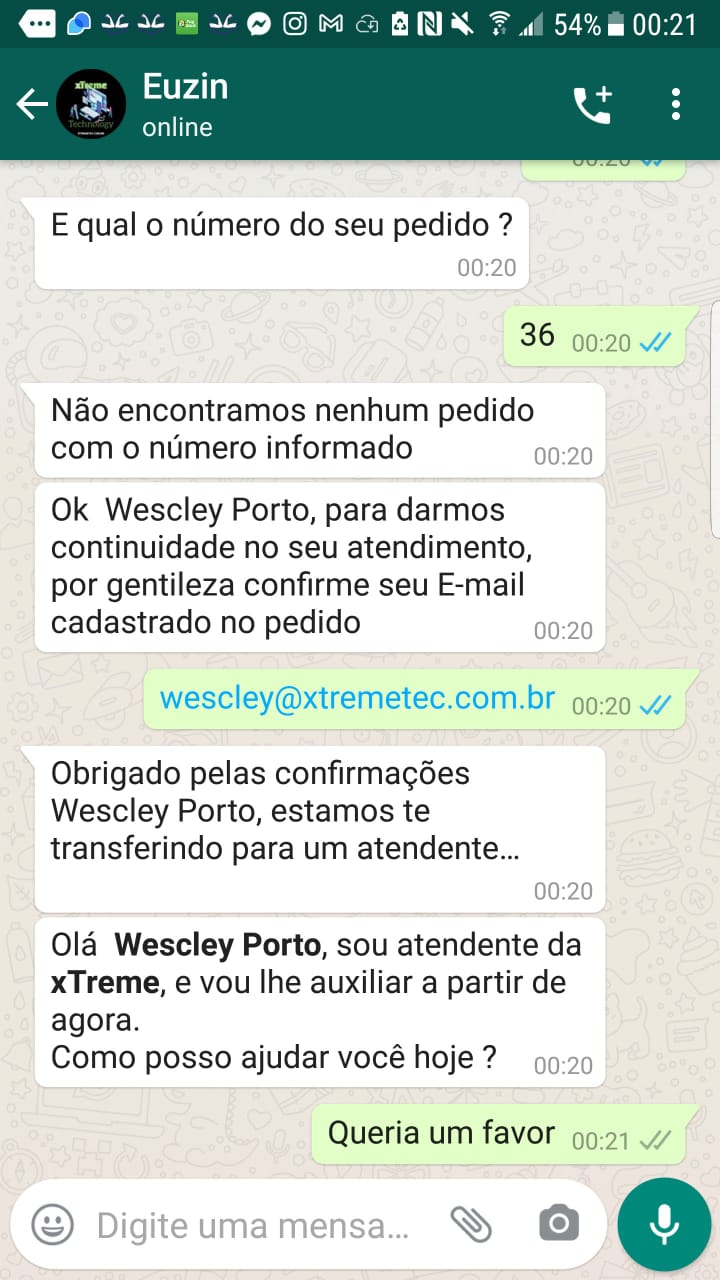 54% 00:21
xTreme
Technology
Euzin
online
00:20
E qual o número do seu pedido ?
00:20
36 00:20
Não encontramos nenhum pedido
com o número informado 00:20
Ok  Wescley Porto, para darmos
continuidade no seu atendimento,
por gentileza confirme seu E-mail
cadastrado no pedido 00:20
wescley@xtremetec.com.br 00:20
Obrigado pelas confirmações
Wescley Porto, estamos te
transferindo para um atendente...
00:20
Olá  Wescley Porto, sou atendente da
xTreme, e vou lhe auxiliar a partir de
agora.
Como posso ajudar você hoje ? 00:20
Queria um favor 00:21
Digite uma mensa...